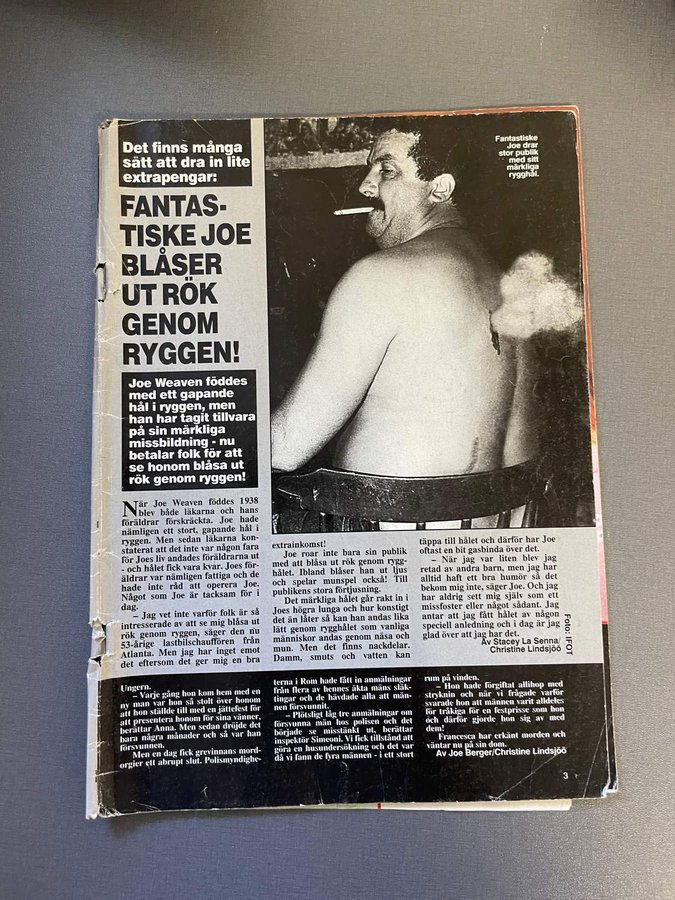 Det finns många
sätt att dra in lite
extrapengar:
FANTAS-
TISKE JOE
BLÅSER
UT RÖK
GENOM
RYGGEN!
Joe Weaven föddes
med ett gapande
hål i ryggen, men
han har tagit tillvara
på sin märkliga
missbildning - nu
betalar folk för att
se honom blåsa ut
rök genom ryggen!
Fantastiske
Joe drar
stor publik
med sitt
märkliga
rygghål.
När Joe Weaven föddes 1938
blev både läkarna och hans
föräldrar förskräckta. Joe hade
nämligen ett stort, gapande hål i
ryggen. Men sedan läkarna kon-
staterat att det inte var någon fara
för Joes liv andades föräldrarna ut
- och hålet fick vara kvar. Joes för-
äldrar var nämligen fattiga och de
hade inte råd att operera Joe.
Något som Joe är tacksam för i
dag.
– Jag vet inte varför folk är så
intresserade av att se mig blåsa ut
rök genom ryggen, säger den nu
53-årige lastbilschauffören från
Atlanta. Men jag har inget emot
det eftersom det ger mig en bra
extrainkomst!
Joe roar inte bara sin publik
med att blåsa ut rök genom rygg-
hålet. Ibland blåser han ut ljus
och spelar munspel också! Till
publikens stora förtjusning.
Det märkliga hålet går rakt in i
Joes högra lunga och hur konstigt
det än låter så kan han andas lika
lätt genom rygghålet som vanliga
människor andas genom näsa och
mun. Men det finns nackdelar.
Damm, smuts och vatten kan
täppa till hålet och därför har Joe
oftast en bit gasbinda över det.
– När jag var liten blev jag
retad av andra barn, men jag har
alltid haft ett bra humör så det
bekom mig inte, säger Joe. Och jag
har aldrig sett mig själv som ett
missfoster eller något sådant. Jag
antar att jag fått hålet av någon
speciell anledning och i dag är jag
glad över att jag har det.
Av Stacey La Senna/
Christine Lindsjöö
Foto: IFOT
Ungern.
– Varje gång hon kom hem med en
ny man var hon så stolt över honom
att hon ställde till med en jättefest för
att presentera honom för sina vänner,
berättar Anna. Men sedan dröjde det
bara några månader och så var han
försvunnen.
Men en dag fick grevinnans mord-
orgier ett abrupt slut. Polismyndighe-
terna i Rom hade fått in anmälningar
från flera av hennes äkta mäns släk-
tingar och de hävdade alla att män-
nen försvunnit.
– Plötsligt låg tre anmälningar om
försvunna män hos polisen och det
började se misstänkt ut, berättar
inspektör Simeoni. Vi fick tillstånd att
göra en husundersökning och det var
då vi fann de fyra männen - i ett stort
rum på vinden.
– Hon hade förgiftat allihop med
stryknin och när vi frågade varför
svarade hon att männen varit alldeles
för tråkiga för en festprisse som hon
och därför gjorde hon sig av med
dem!
Francesca har erkänt morden och
väntar nu på sin dom.
Av Joe Berger/Christine Lindsjöö
3